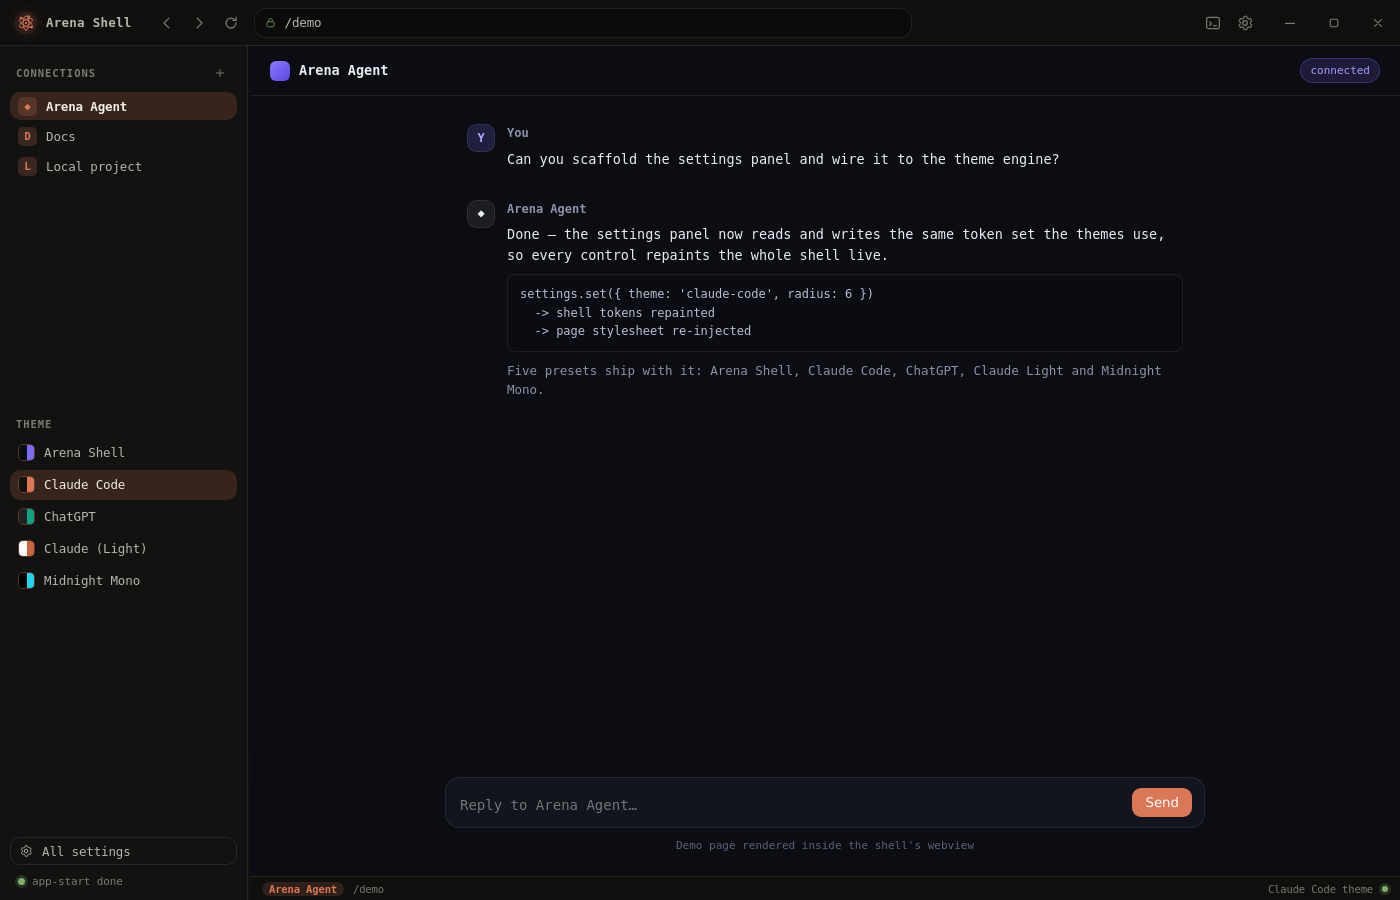 Arena Shell
/demo
CONNECTIONS
+
◆ Arena Agent
D Docs
L Local project
THEME
Arena Shell
Claude Code
ChatGPT
Claude (Light)
Midnight Mono
All settings
app-start done
Arena Agent
connected
Y You
Can you scaffold the settings panel and wire it to the theme engine?
◆ Arena Agent
Done — the settings panel now reads and writes the same token set the themes use,
so every control repaints the whole shell live.
settings.set({ theme: 'claude-code', radius: 6 })
-> shell tokens repainted
-> page stylesheet re-injected
Five presets ship with it: Arena Shell, Claude Code, ChatGPT, Claude Light and Midnight
Mono.
Reply to Arena Agent…
Send
Demo page rendered inside the shell's webview
Arena Agent /demo
Claude Code theme